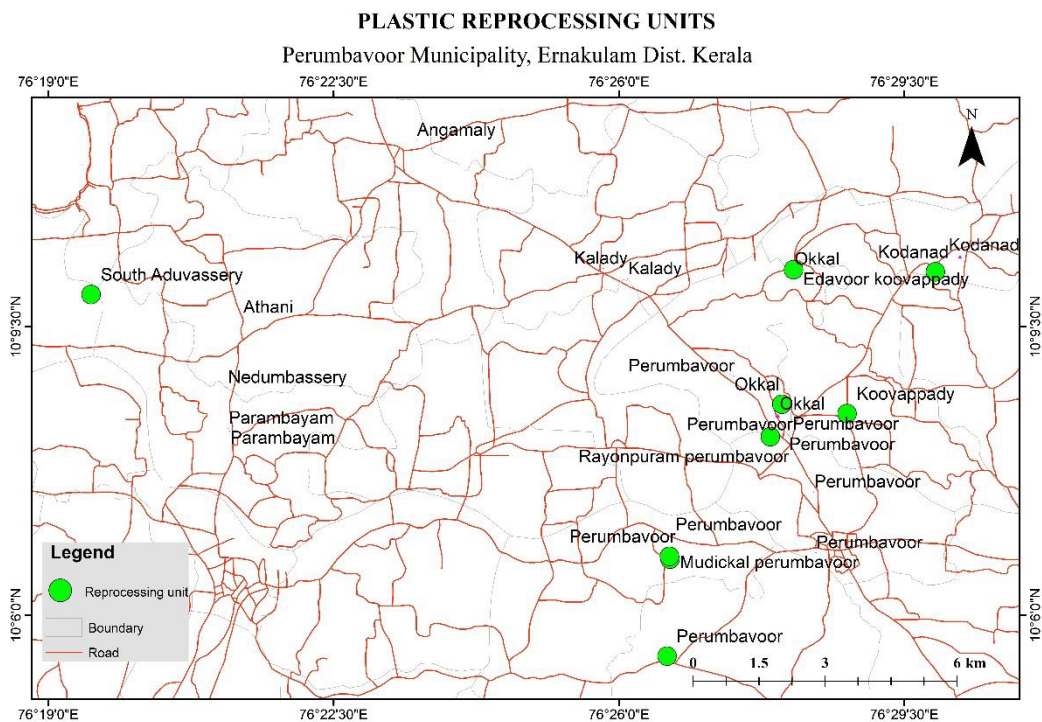 PLASTIC REPROCESSING UNITS
Perumbavoor Municipality, Ernakulam Dist. Kerala
76°19'0"E 76°22'30"E 76°26'0"E 76°29'30"E
N
Angamaly
Kalady
Kalady
Okkal
Kodanad
Kodanad
South Aduvassery
Edavoor koovappady
Athani
10°9'30"N
10°9'30"N
Perumbavoor
Nedumbassery
Okkal
Koovappady
Okkal
Parambayam
Perumbavoor
Perumbavoor
Parambayam
Perumbavoor
Rayonpuram perumbavoor
Perumbavoor
Perumbavoor
Perumbavoor
Perumbavoor
Mudickal perumbavoor
Legend
Reprocessing unit
Boundary
Road
10°6'0"N
10°6'0"N
Perumbavoor
0 1.5 3 6 km
76°19'0"E 76°22'30"E 76°26'0"E 76°29'30"E